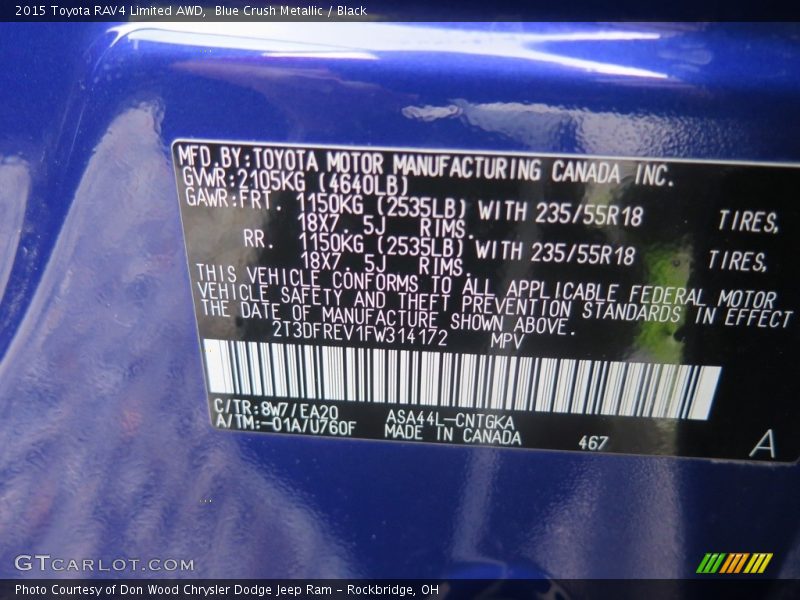 2015 Toyota RAV4 Limited AWD,  Blue Crush Metallic / Black
MFD.BY:TOYOTA MOTOR MANUFACTURING CANADA INC.
GVWR:2105KG (4640LB)
GAWR:FRT. 1150KG (2535LB) WITH 235/55R18 TIRES,
18X7. 5J RIMS.
RR. 1150KG (2535LB) WITH 235/55R18 TIRES,
18X7. 5J RIMS.
THIS VEHICLE CONFORMS TO ALL APPLICABLE FEDERAL MOTOR
VEHICLE SAFETY AND THEFT PREVENTION STANDARDS IN EFFECT
THE DATE OF MANUFACTURE SHOWN ABOVE.
2T3DFREV1FW314172 MPV
C/TR:8W7/EA20 ASA44L-CNTGKA
A/TM:-01A/U760F MADE IN CANADA 467 A
GTCARLOT.COM
Photo Courtesy of Don Wood Chrysler Dodge Jeep Ram - Rockbridge, OH